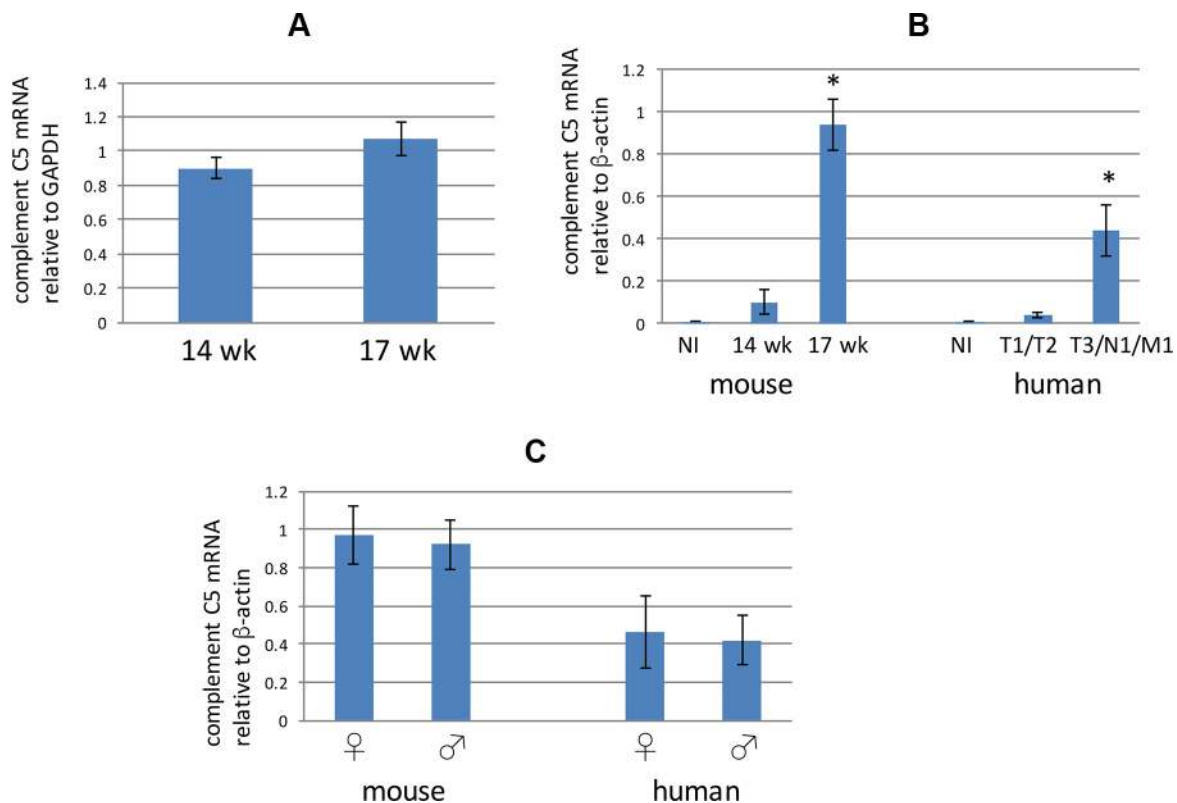 A
complement C5 mRNA
relative to GAPDH
1.4
1.2
1
0.8
0.6
0.4
0.2
0
14 wk 17 wk
B
complement C5 mRNA
relative to β-actin
1.2
1
0.8
0.6
0.4
0.2
0
*
*
NI 14 wk 17 wk NI T1/T2 T3/N1/M1
mouse human
C
complement C5 mRNA
relative to β-actin
1.2
1
0.8
0.6
0.4
0.2
0
♀ ♂ ♀ ♂
mouse human